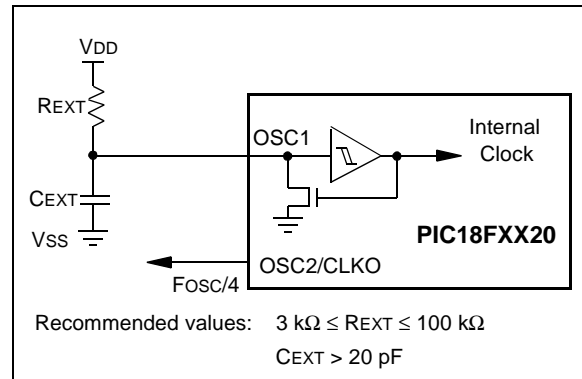 VDD
REXT
OSC1
Internal
Clock
CEXT
VSS
PIC18FXX20
OSC2/CLKO
FOSC/4
Recommended values: 3 kΩ ≤ REXT ≤ 100 kΩ
CEXT > 20 pF